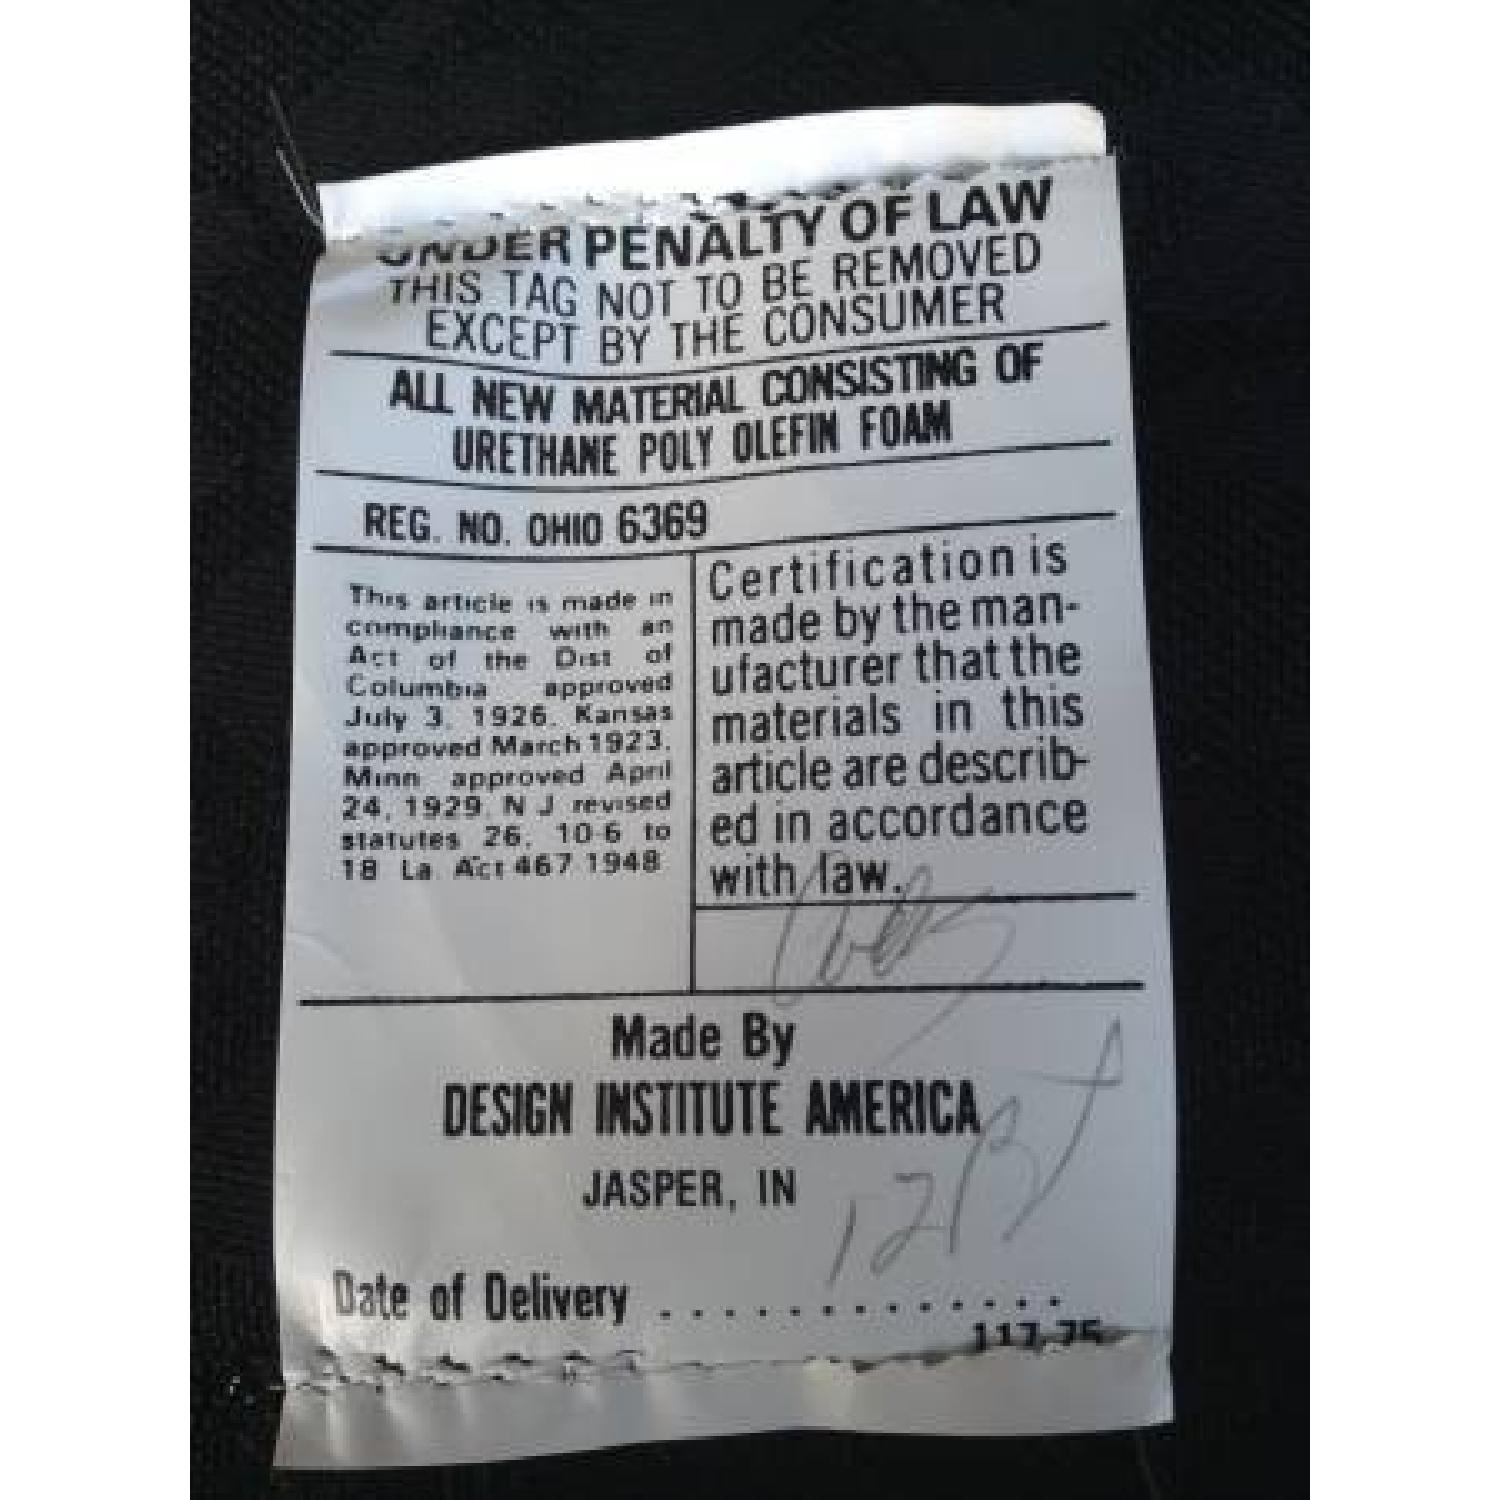 UNDER PENALTY OF LAW
THIS TAG NOT TO BE REMOVED
EXCEPT BY THE CONSUMER
ALL NEW MATERIAL CONSISTING OF
URETHANE POLY OLEFIN FOAM
REG. NO. OHIO 6369
This article is made in
compliance with an
Act of the Dist of
Columbia approved
July 3, 1926, Kansas
approved March 1923,
Minn approved April
24, 1929, N J revised
statutes 26, 10-6 to
18 La Act 467 1948
Certification is
made by the man-
ufacturer that the
materials in this
article are describ-
ed in accordance
with law.
Made By
DESIGN INSTITUTE AMERICA
JASPER, IN
Date of Delivery . . . . . . . . . . . . .
117.75